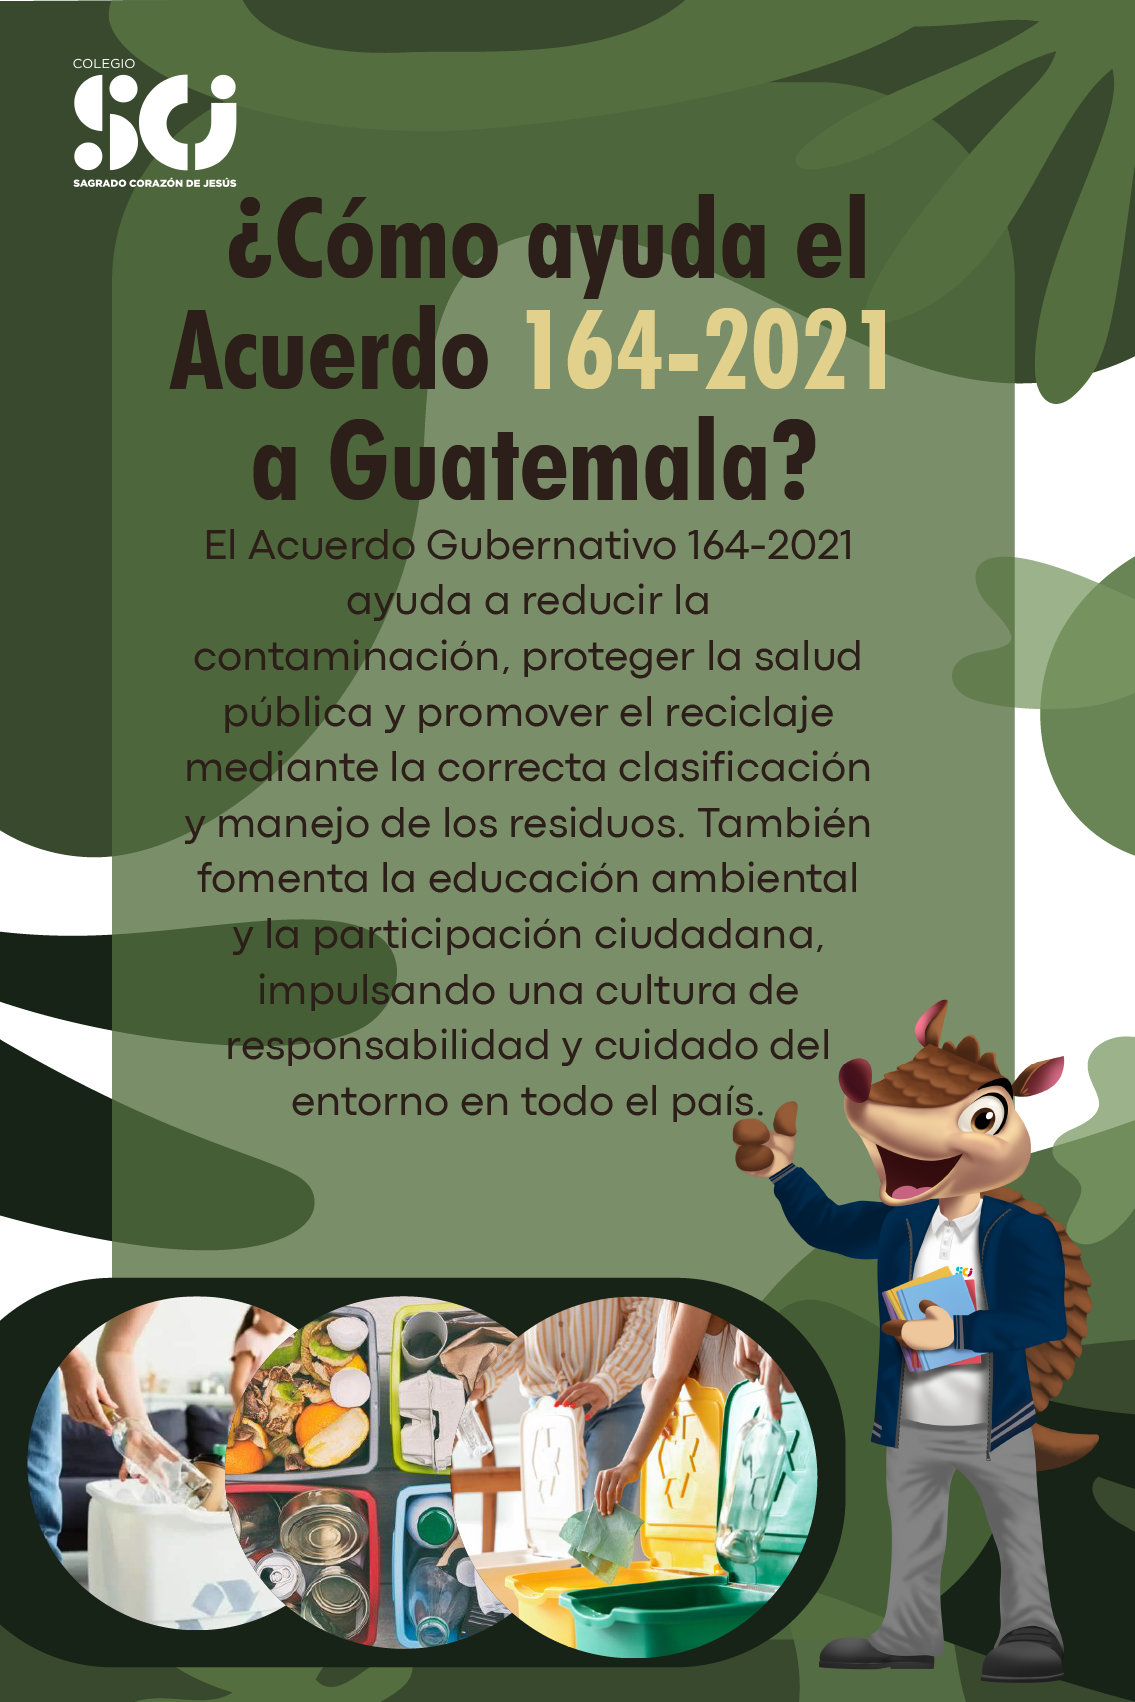 COLEGIO
SCJ
SAGRADO CORAZÓN DE JESÚS
¿Cómo ayuda el
Acuerdo 164-2021
a Guatemala?
El Acuerdo Gubernativo 164-2021
ayuda a reducir la
contaminación, proteger la salud
pública y promover el reciclaje
mediante la correcta clasificación
y manejo de los residuos. También
fomenta la educación ambiental
y la participación ciudadana,
impulsando una cultura de
responsabilidad y cuidado del
entorno en todo el país.
SCJ